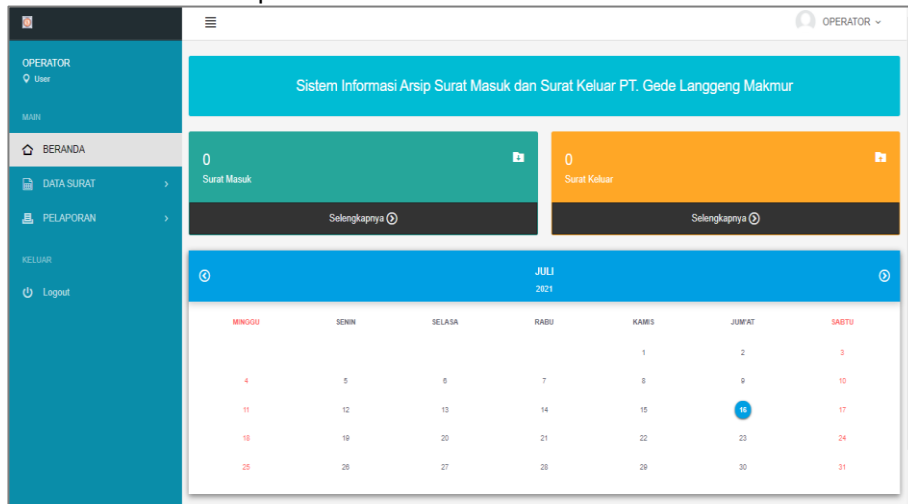 OPERATOR
OPERATOR
User
Sistem Informasi Arsip Surat Masuk dan Surat Keluar PT. Gede Langgeng Makmur
MAIN
BERANDA
DATA SURAT
PELAPORAN
KELUAR
Logout
0
Surat Masuk
Selengkapnya
0
Surat Keluar
Selengkapnya
JULI
2021
MINGGU SENIN SELASA RABU KAMIS JUM'AT SABTU
1 2 3
4 5 6 7 8 9 10
11 12 13 14 15 16 17
18 19 20 21 22 23 24
25 26 27 28 29 30 31